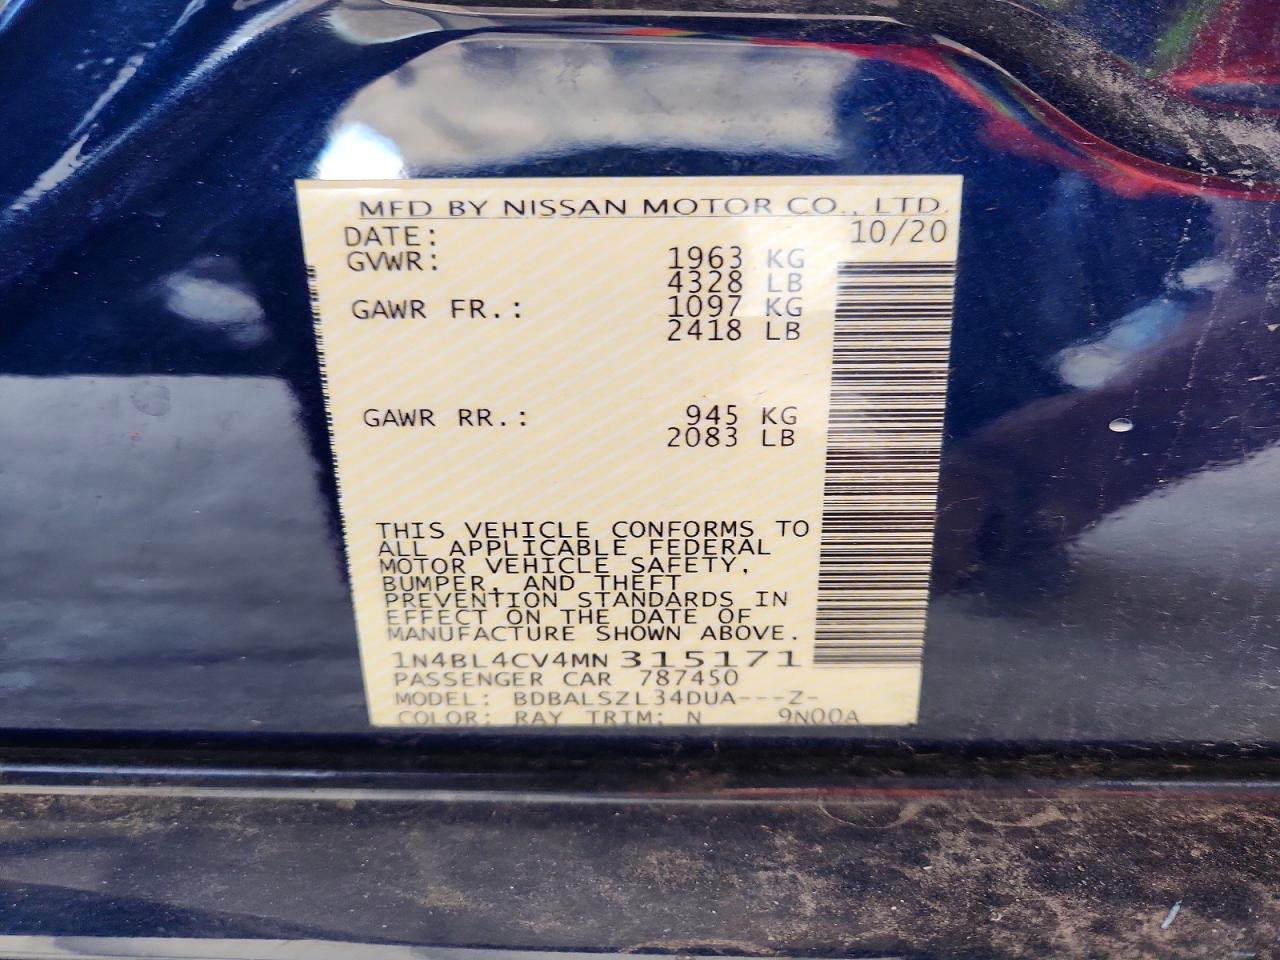 MFD BY NISSAN MOTOR CO., LTD.
DATE: 10/20
GVWR: 1963 KG
4328 LB
GAWR FR.: 1097 KG
2418 LB
GAWR RR.: 945 KG
2083 LB
THIS VEHICLE CONFORMS TO
ALL APPLICABLE FEDERAL
MOTOR VEHICLE SAFETY,
BUMPER, AND THEFT
PREVENTION STANDARDS IN
EFFECT ON THE DATE OF
MANUFACTURE SHOWN ABOVE.
1N4BL4CV4MN315171
PASSENGER CAR 787450
MODEL: BDBALSZL34DUA---Z-
COLOR: RAY TRIM: N 9N00A